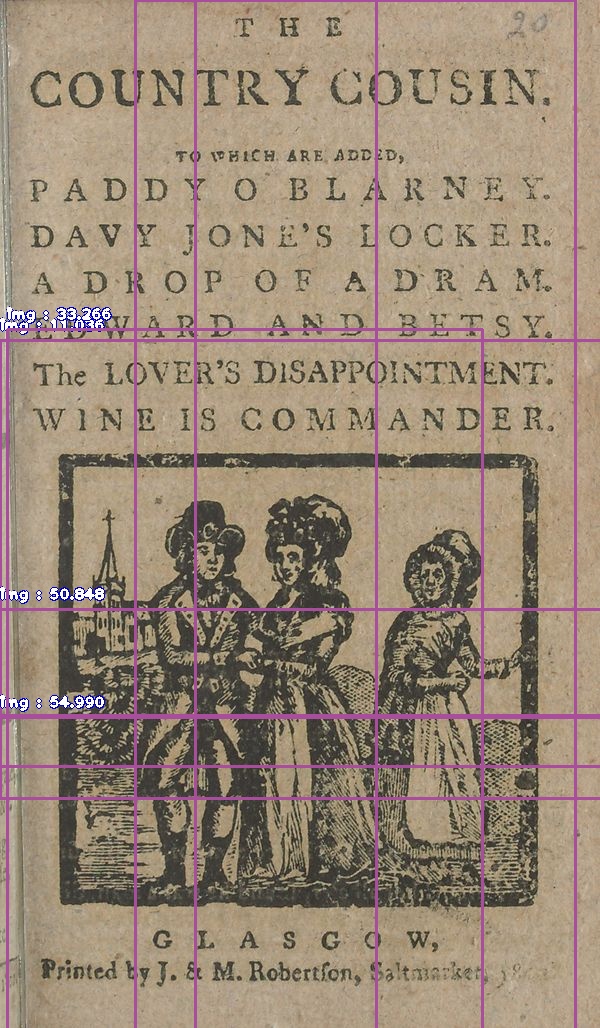 20
THE
COUNTRY COUSIN.
TO WHICH ARE ADDED,
PADDY O BLARNEY.
DAVY JONE'S LOCKER.
A DROP OF A DRAM.
EDWARD AND BETSY.
The LOVER'S DISAPPOINTMENT.
WINE IS COMMANDER.
GLASGOW,
Printed by J. & M. Robertſon, Saltmarket,
Img : 33.266
Img : 11.036
Img : 50.848
Img : 54.990